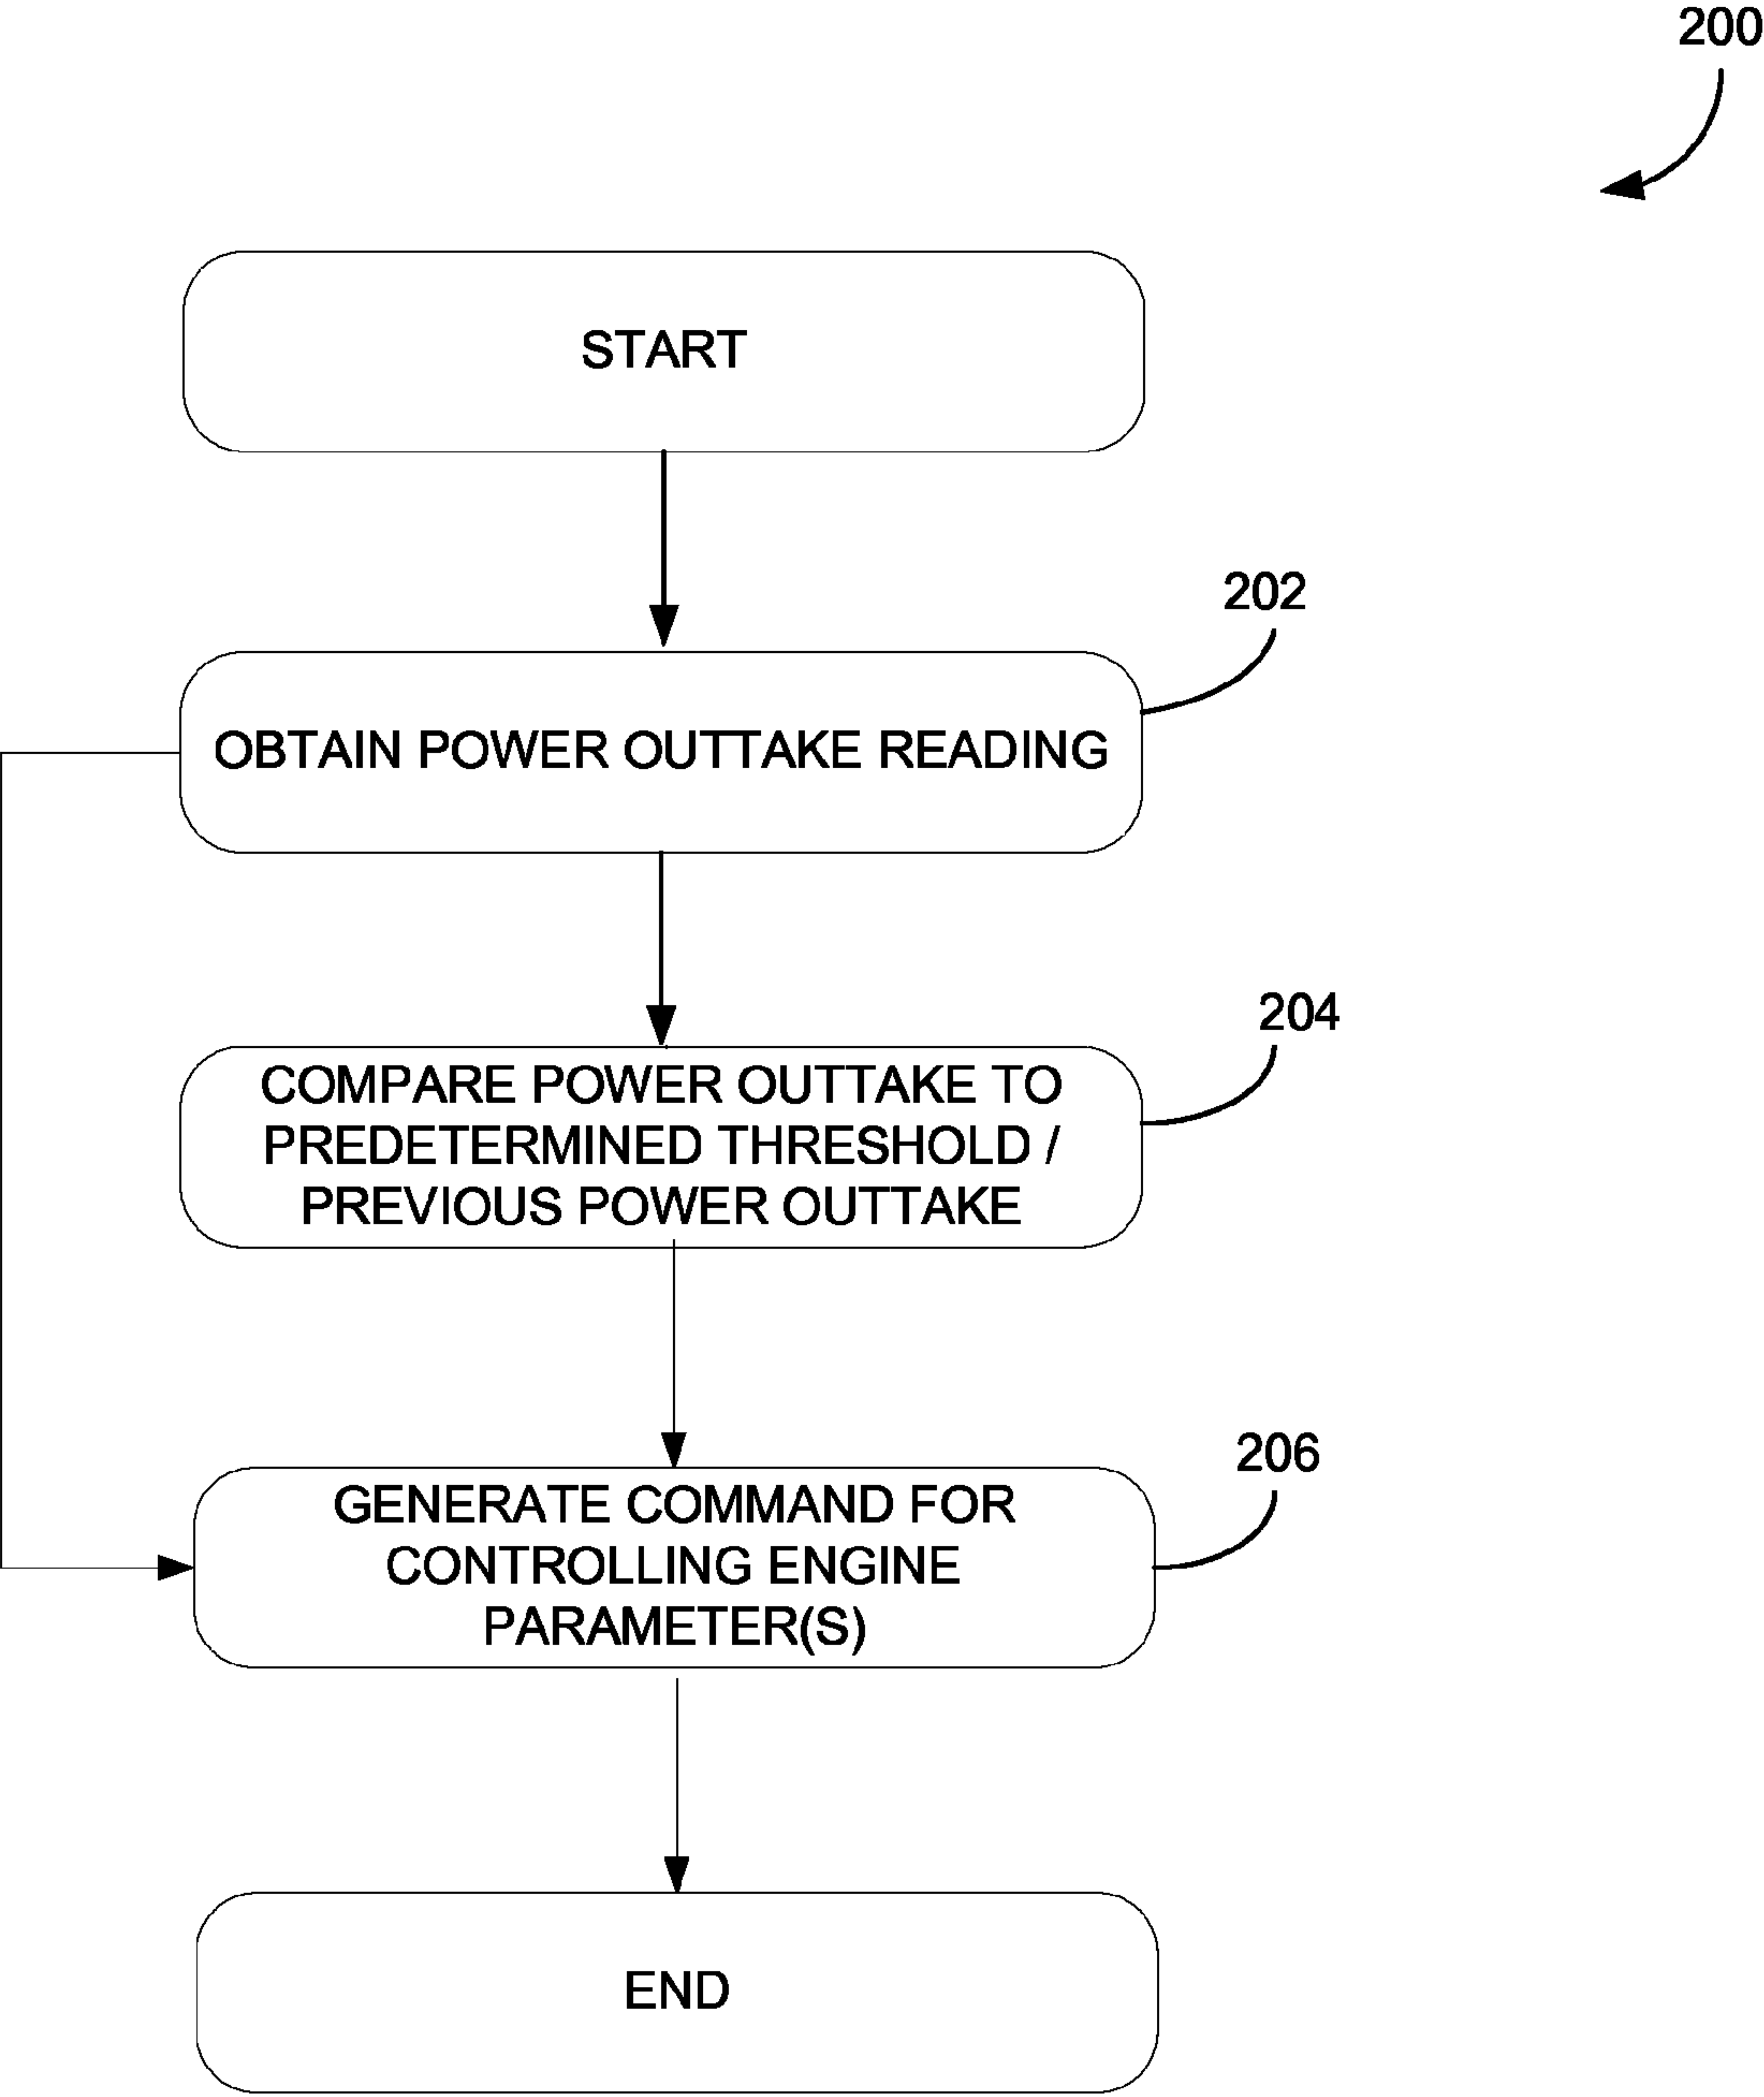 200
START
202
OBTAIN POWER OUTTAKE READING
204
COMPARE POWER OUTTAKE TO
PREDETERMINED THRESHOLD /
PREVIOUS POWER OUTTAKE
206
GENERATE COMMAND FOR
CONTROLLING ENGINE
PARAMETER(S)
END